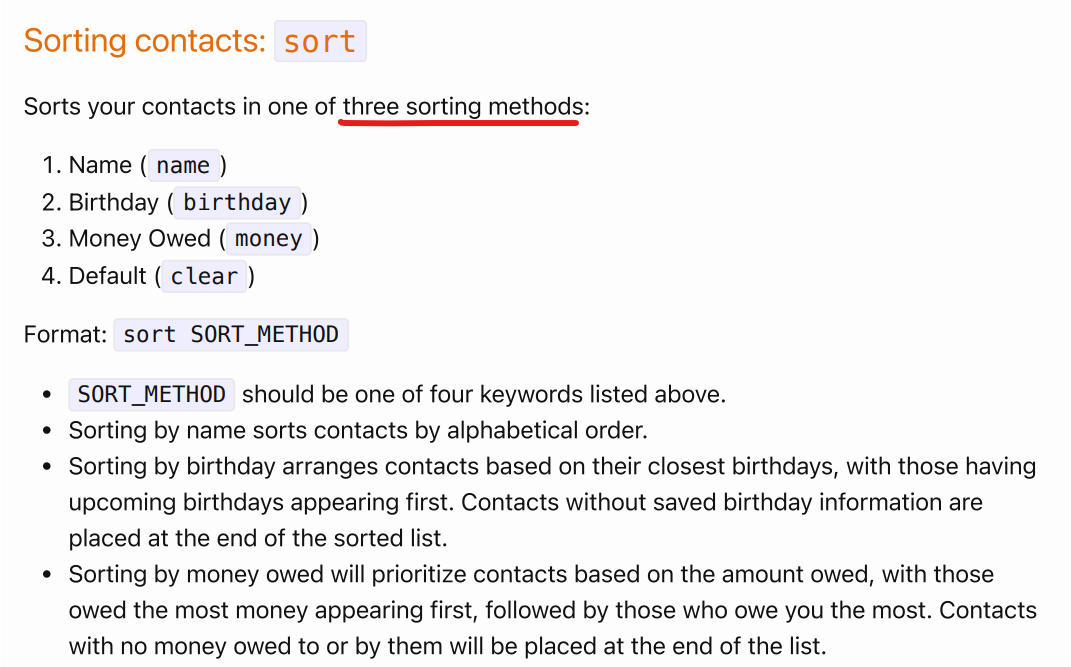 Sorting contacts: sort
Sorts your contacts in one of three sorting methods:
1. Name (name)
2. Birthday (birthday)
3. Money Owed (money)
4. Default (clear)
Format: sort SORT_METHOD
• SORT_METHOD should be one of four keywords listed above.
• Sorting by name sorts contacts by alphabetical order.
• Sorting by birthday arranges contacts based on their closest birthdays, with those having
upcoming birthdays appearing first. Contacts without saved birthday information are
placed at the end of the sorted list.
• Sorting by money owed will prioritize contacts based on the amount owed, with those
owed the most money appearing first, followed by those who owe you the most. Contacts
with no money owed to or by them will be placed at the end of the list.